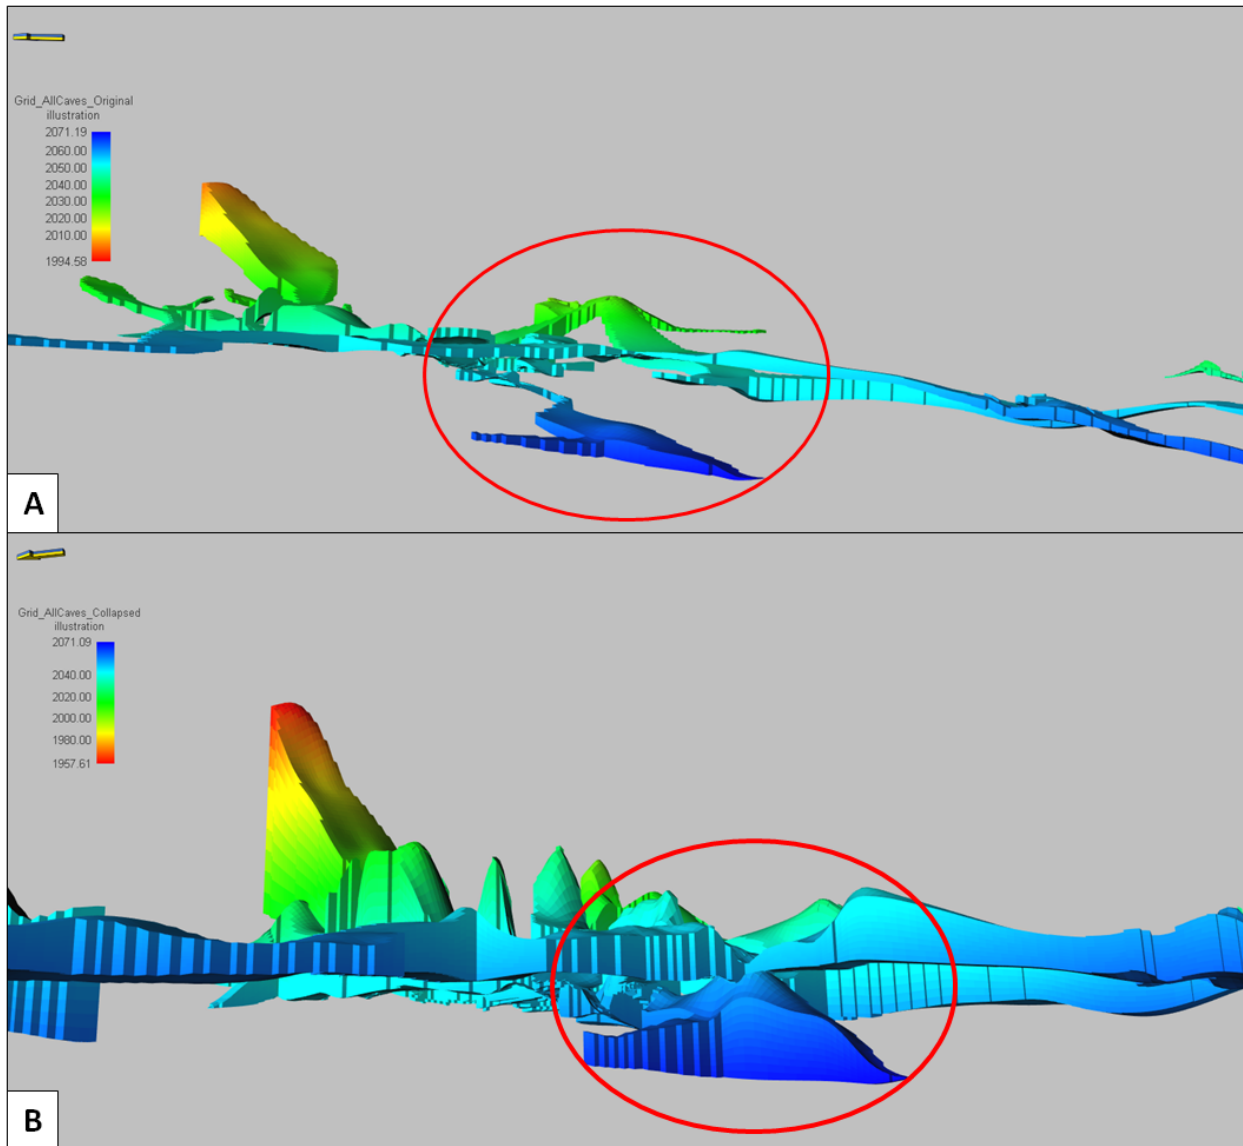 Grid_AllCaves_Original
illustration
2071.19
2060.00
2050.00
2040.00
2030.00
2020.00
2010.00
1994.58
A
Grid_AllCaves_Collapsed
illustration
2071.09
2040.00
2020.00
2000.00
1980.00
1957.61
B